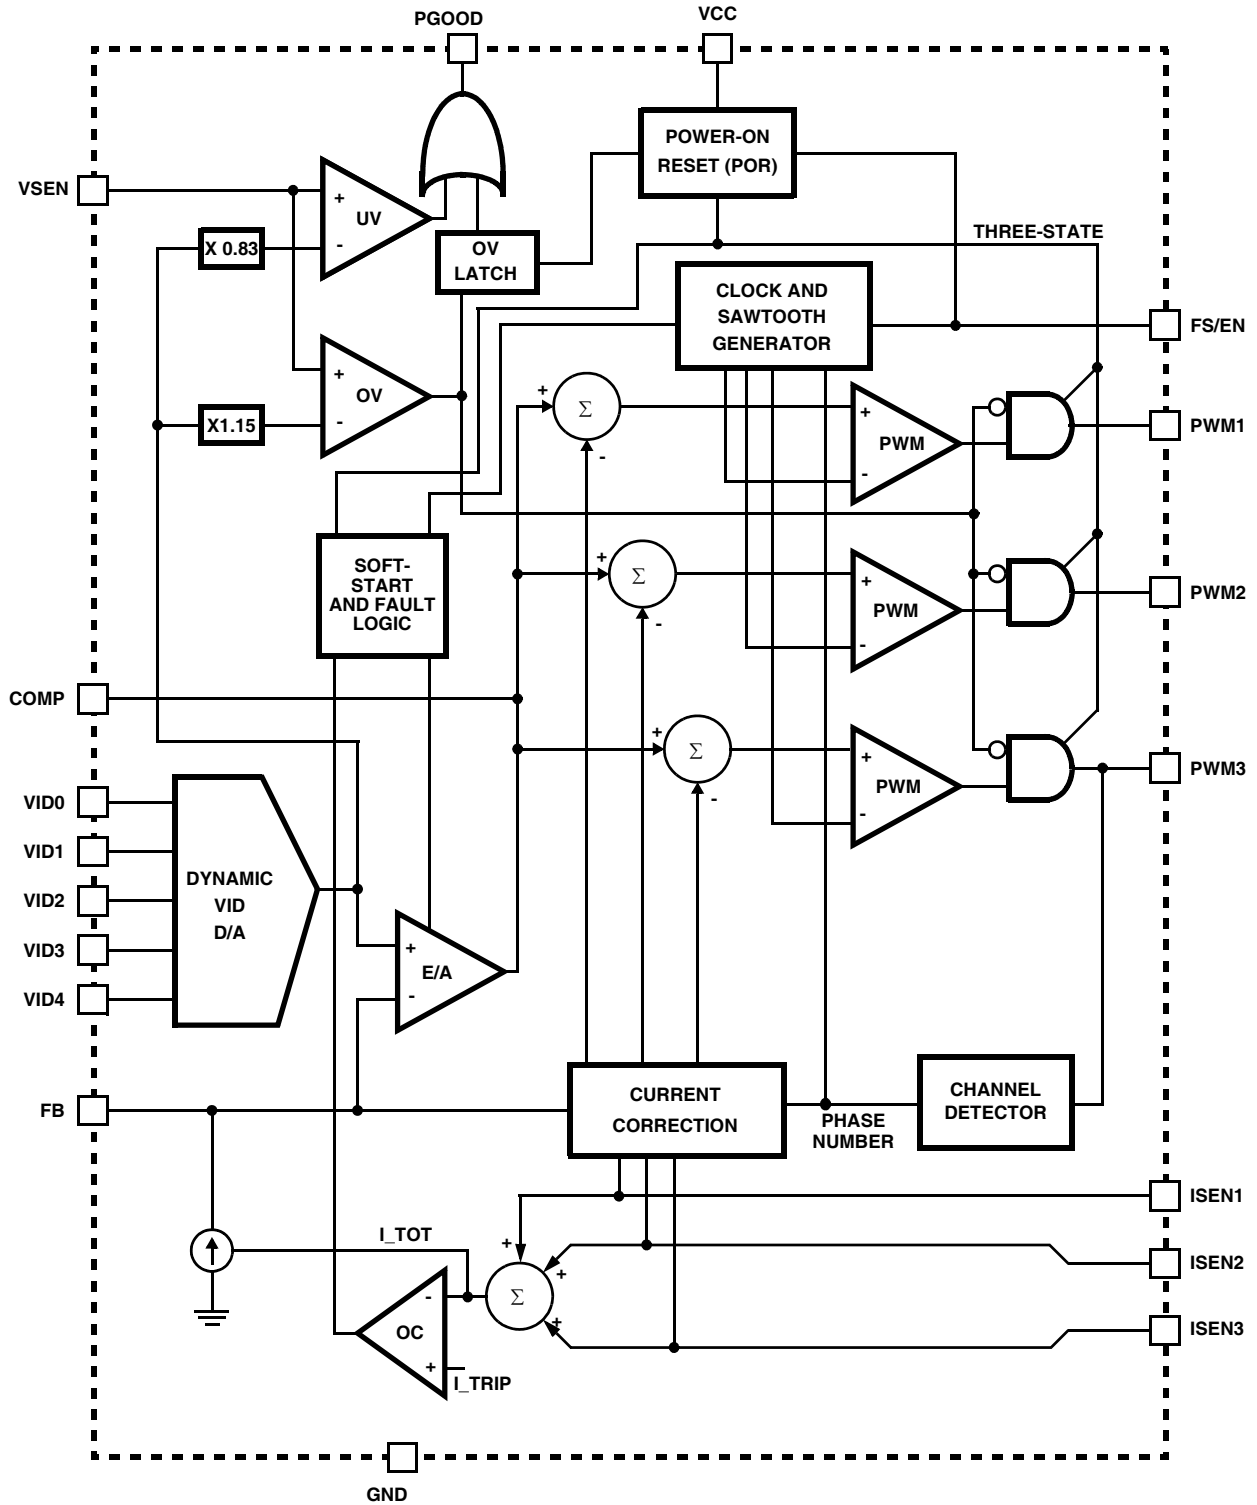 PGOOD
VCC
POWER-ON
RESET (POR)
VSEN
+
UV
-
X 0.83
OV
LATCH
THREE-STATE
CLOCK AND
SAWTOOTH
GENERATOR
FS/EN
+
OV
-
X1.15
+
Σ
-
+
PWM
-
PWM1
SOFT-
START
AND FAULT
LOGIC
+
Σ
-
+
PWM
-
PWM2
COMP
+
Σ
-
+
PWM
-
PWM3
VID0
VID1
VID2
VID3
VID4
DYNAMIC
VID
D/A
+
E/A
-
FB
CURRENT
CORRECTION
PHASE
NUMBER
CHANNEL
DETECTOR
ISEN1
I_TOT
+
+
Σ
+
ISEN2
ISEN3
-
OC
+
I_TRIP
GND